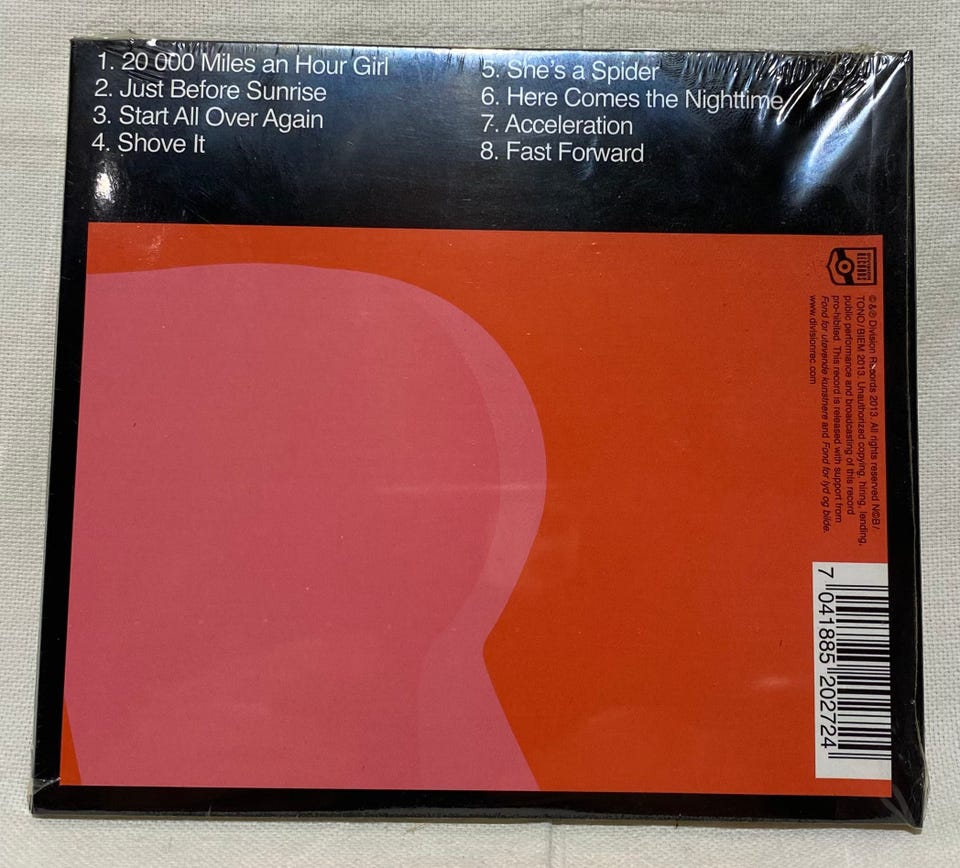 1. 20 000 Miles an Hour Girl
2. Just Before Sunrise
3. Start All Over Again
4. Shove It
5. She's a Spider
6. Here Comes the Nighttime
7. Acceleration
8. Fast Forward
RECORDS
© & ℗ Division Records 2013. All rights reserved N©B/
TONO/BIEM 2013. Unauthorized copying, hiring, lending,
public performance and broadcasting of this record
pro-hibited. This record is released with support from
Fond for utøvende kunstnere and Fond for lyd og bilde.
www.divisionrec.com
7 041885 202724